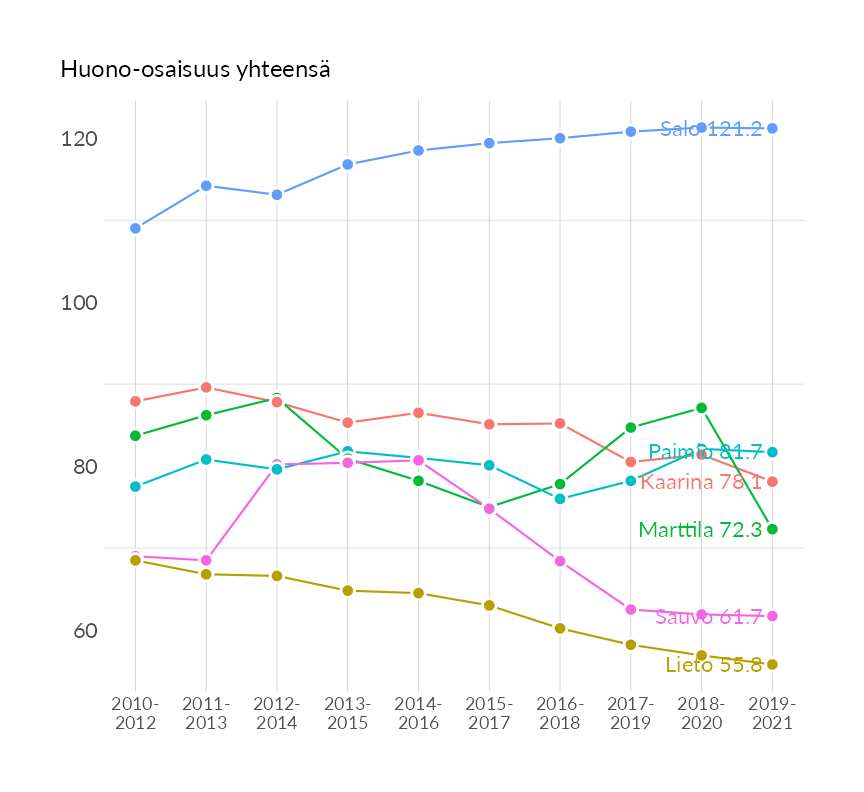 Huono-osaisuus yhteensä
120
100
80
60
Salo 121.2
Paimio 81.7
Kaarina 78.1
Marttila 72.3
Sauvo 61.7
Lieto 55.8
2010- 2011- 2012- 2013- 2014- 2015- 2016- 2017- 2018- 2019-
2012 2013 2014 2015 2016 2017 2018 2019 2020 2021